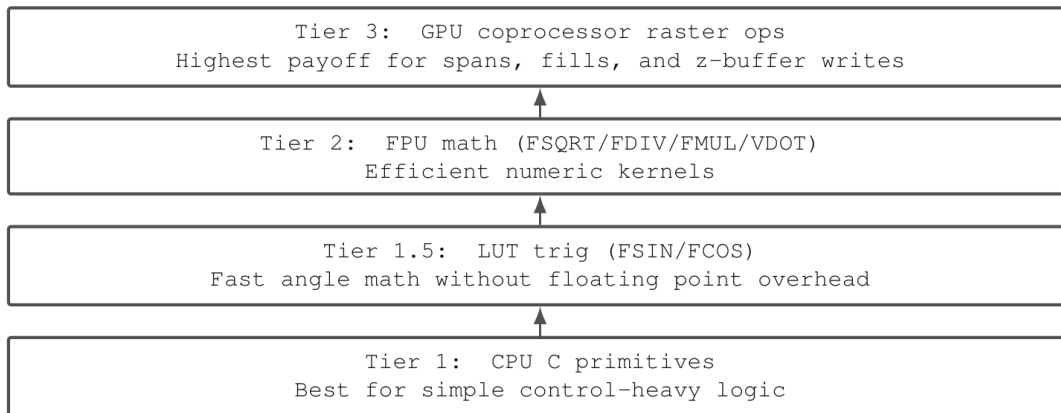 Tier 3: GPU coprocessor raster ops
Highest payoff for spans, fills, and z-buffer writes
Tier 2: FPU math (FSQRT/FDIV/FMUL/VDOT)
Efficient numeric kernels
Tier 1.5: LUT trig (FSIN/FCOS)
Fast angle math without floating point overhead
Tier 1: CPU C primitives
Best for simple control-heavy logic